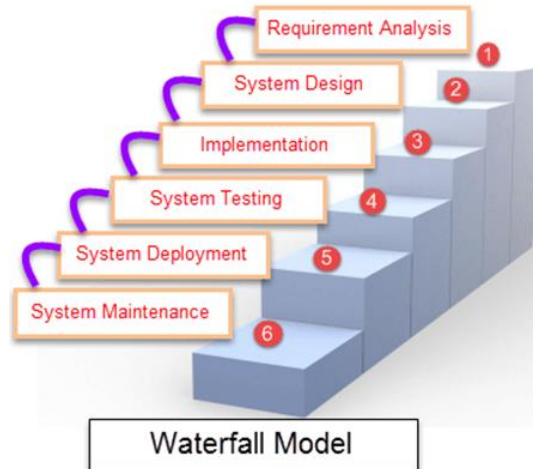 Requirement Analysis
1
System Design
2
Implementation
3
System Testing
4
System Deployment
5
System Maintenance
6
Waterfall Model